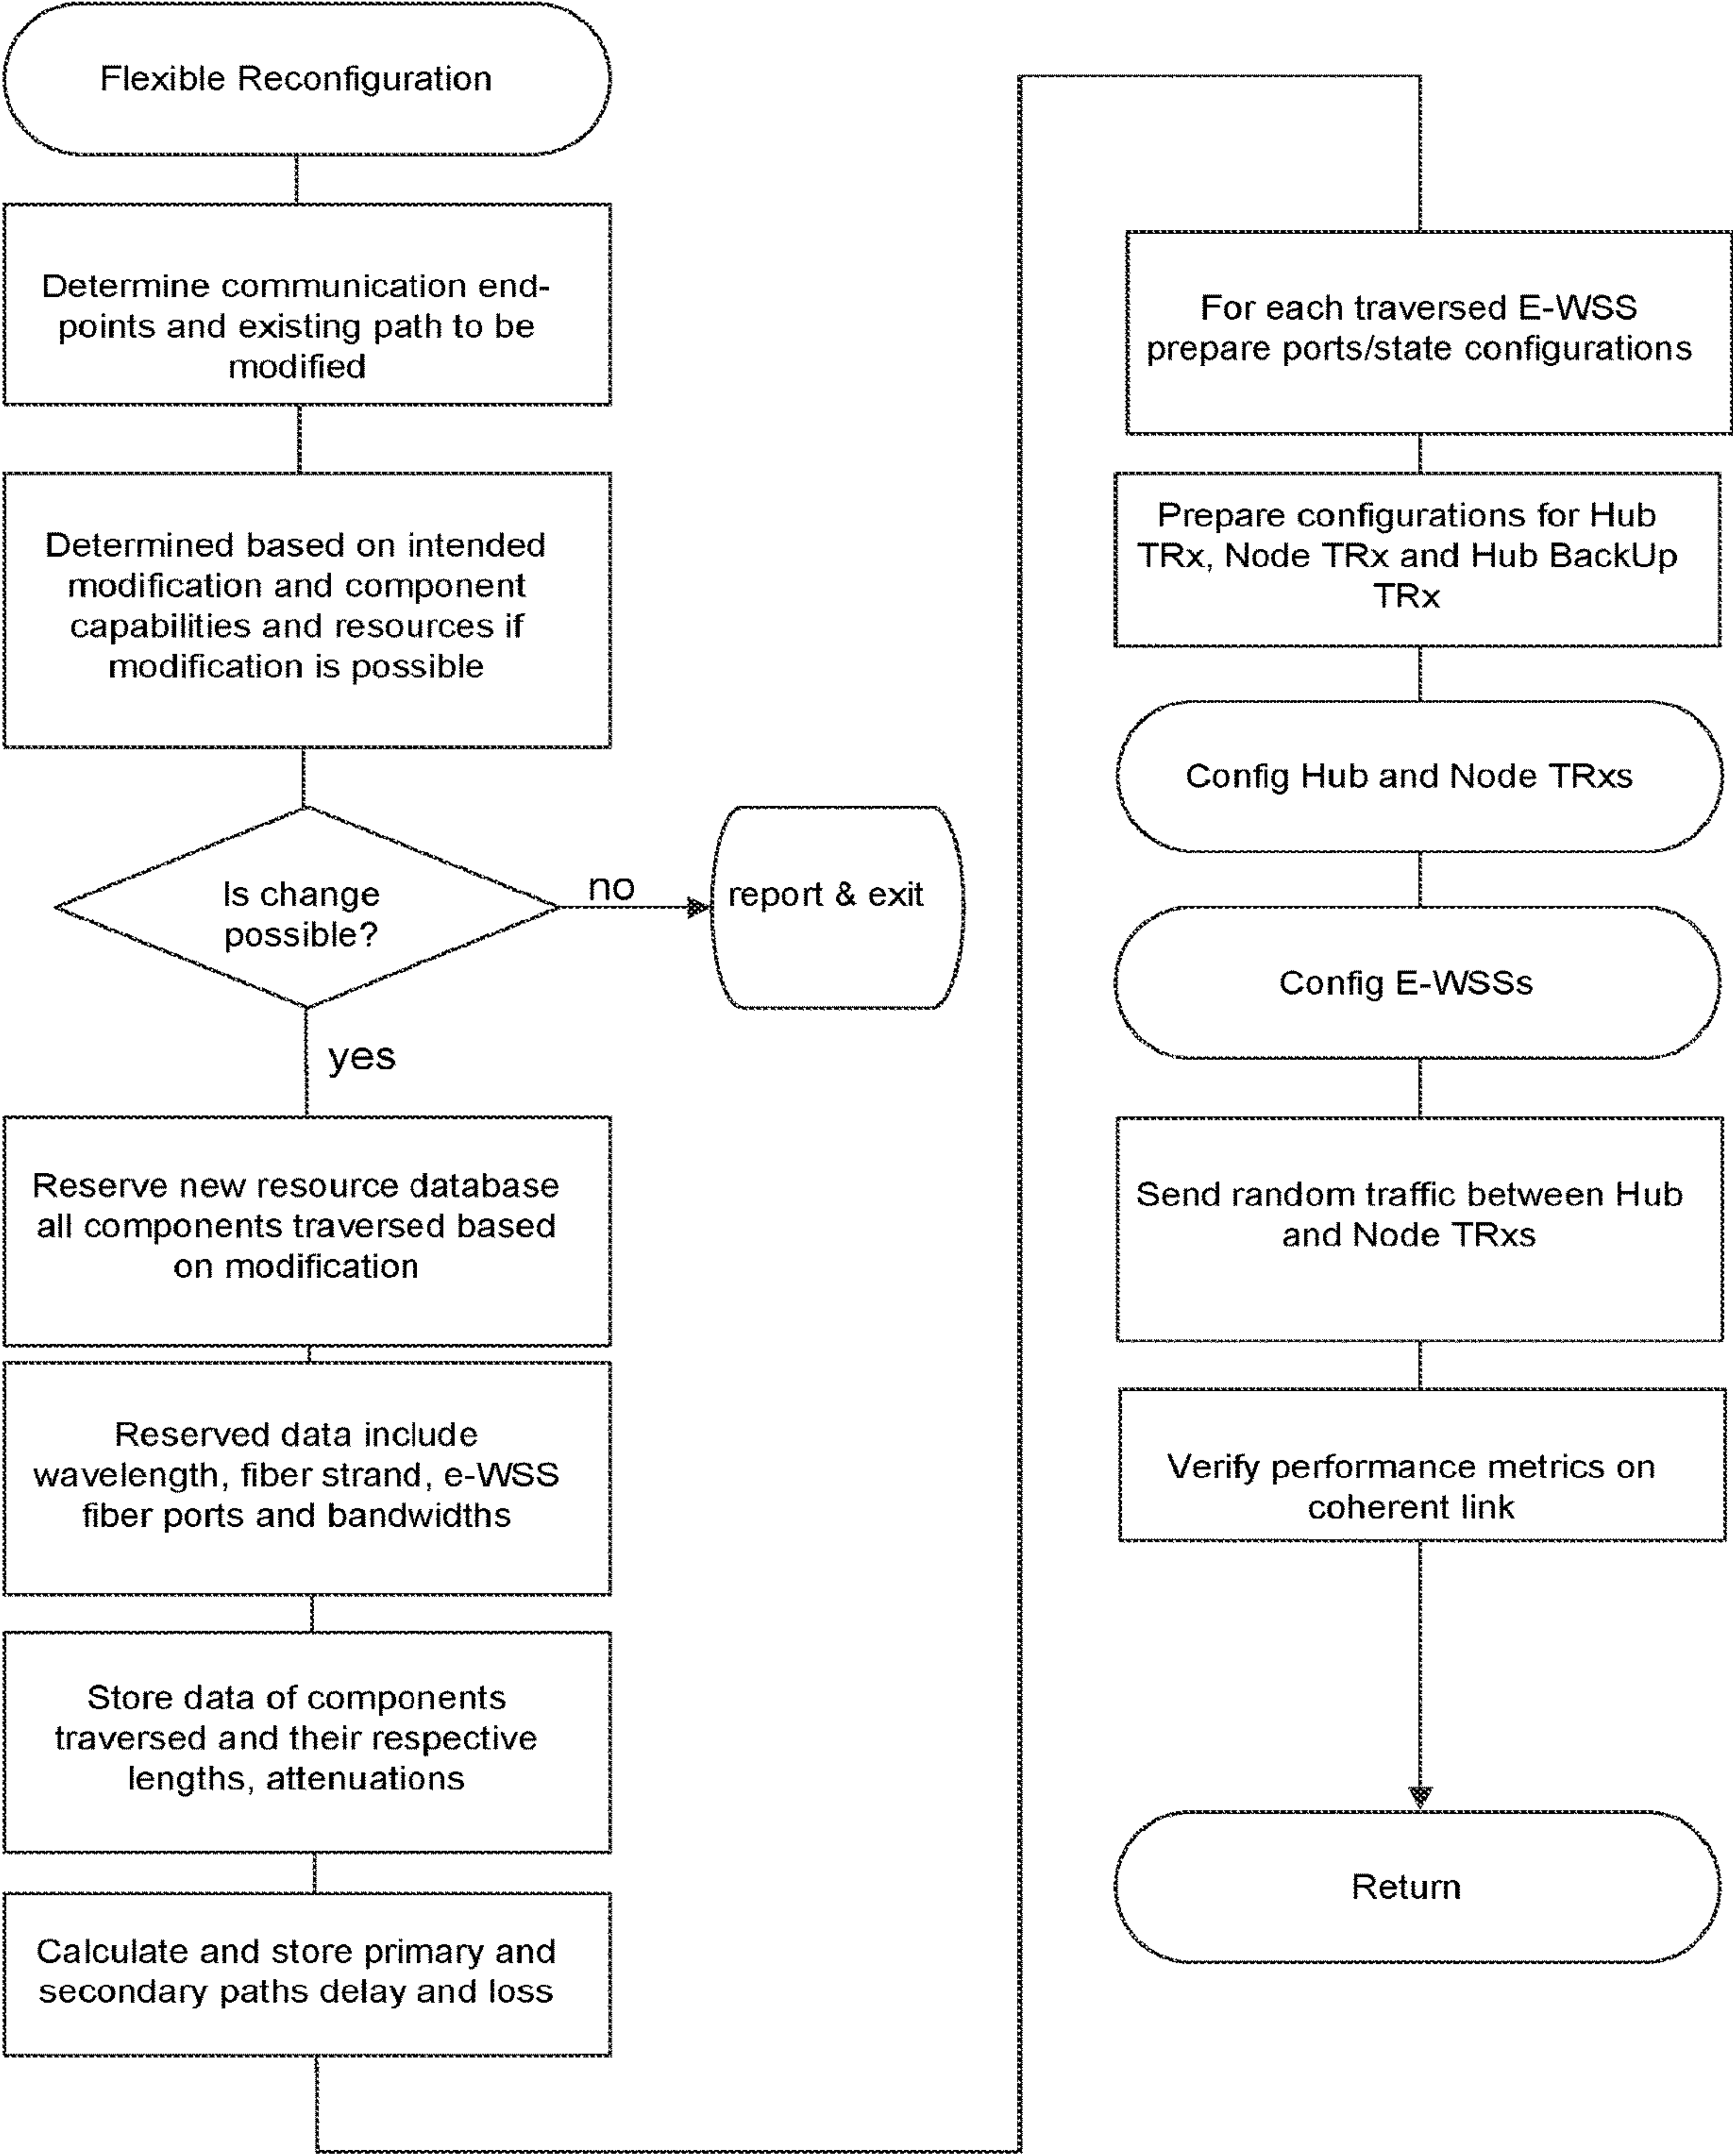 Flexible Reconfiguration
Determine communication end-
points and existing path to be
modified
Determined based on intended
modification and component
capabilities and resources if
modification is possible
Is change
possible?
no
report & exit
yes
Reserve new resource database
all components traversed based
on modification
Reserved data include
wavelength, fiber strand, e-WSS
fiber ports and bandwidths
Store data of components
traversed and their respective
lengths, attenuations
Calculate and store primary and
secondary paths delay and loss
For each traversed E-WSS
prepare ports/state configurations
Prepare configurations for Hub
TRx, Node TRx and Hub BackUp
TRx
Config Hub and Node TRxs
Config E-WSSs
Send random traffic between Hub
and Node TRxs
Verify performance metrics on
coherent link
Return